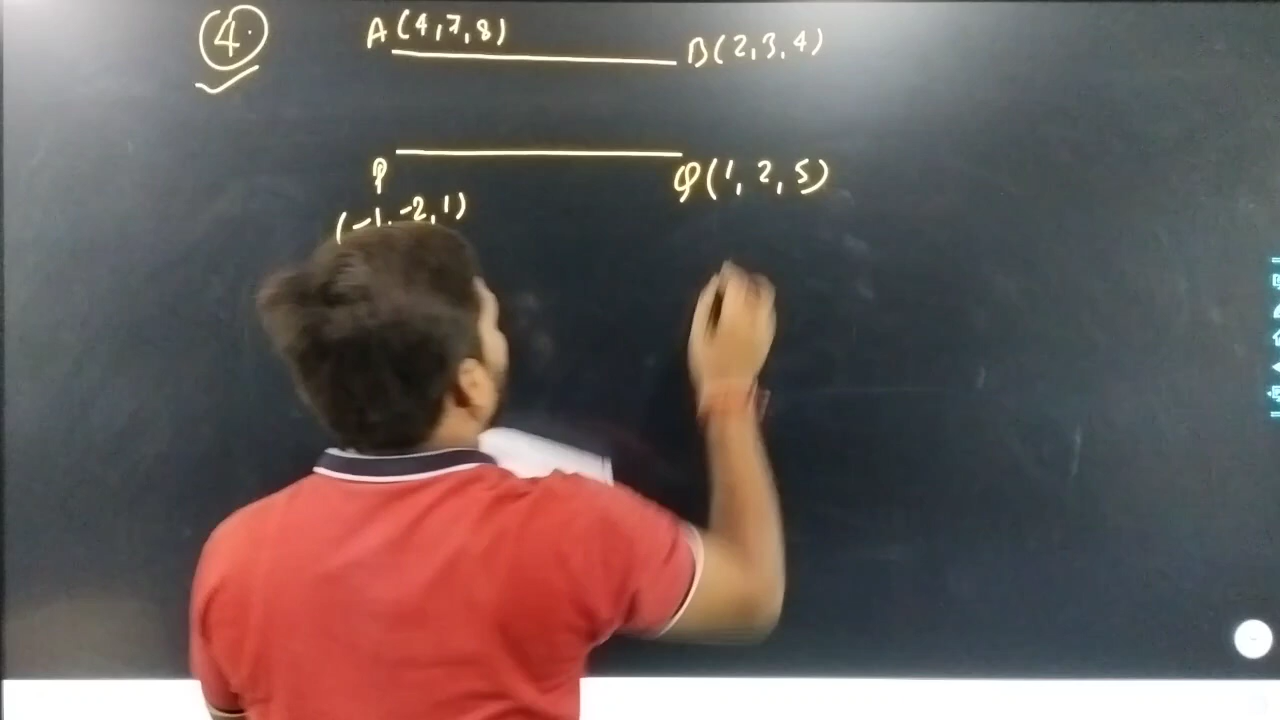 4.
A(4,7,8)
B(2,3,4)
P
Q(1, 2, 5)
(-1, -2, 1)